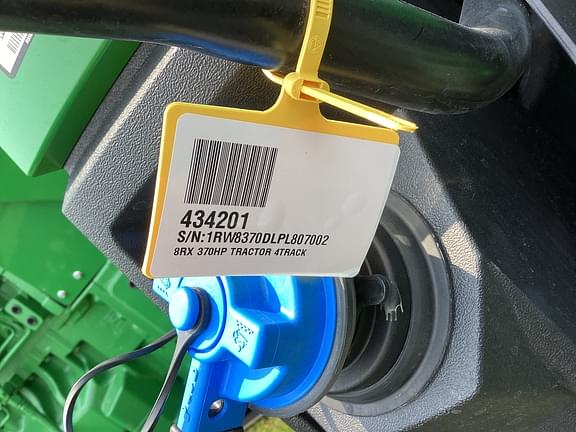 434201
S/N:1RW8370DLPL807002
8RX 370HP TRACTOR 4TRACK